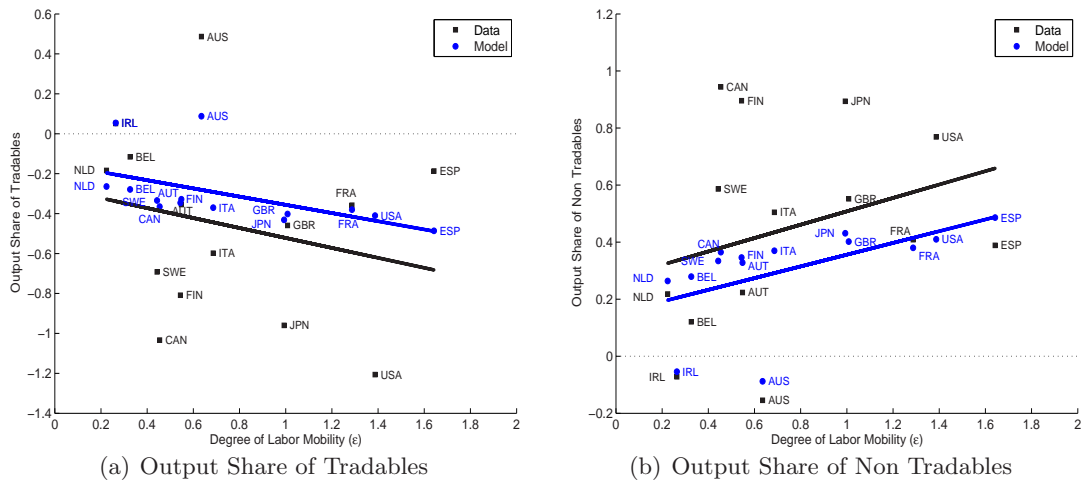 0.6
0.4
0.2
0
−0.2
−0.4
−0.6
−0.8
−1
−1.2
−1.4
0 0.2 0.4 0.6 0.8 1 1.2 1.4 1.6 1.8 2
Output Share of Tradables
Degree of Labor Mobility (ε)
Data
Model
AUS
IRL
AUS
NLD
BEL
NLD
BEL
AUT
SWE
FIN
AUT
CAN
ITA
GBR
JPN
GBR
FRA
FRA
USA
ESP
ESP
ITA
SWE
FIN
CAN
JPN
USA
(a) Output Share of Tradables
1.2
1
0.8
0.6
0.4
0.2
0
−0.2
0 0.2 0.4 0.6 0.8 1 1.2 1.4 1.6 1.8 2
Output Share of Non Tradables
Degree of Labor Mobility (ε)
Data
Model
CAN
FIN
JPN
USA
SWE
ITA
GBR
ESP
JPN
GBR
FRA
USA
FRA
ESP
CAN
SWE
FIN
AUT
ITA
NLD
BEL
NLD
AUT
BEL
IRL
IRL
AUS
AUS
(b) Output Share of Non Tradables